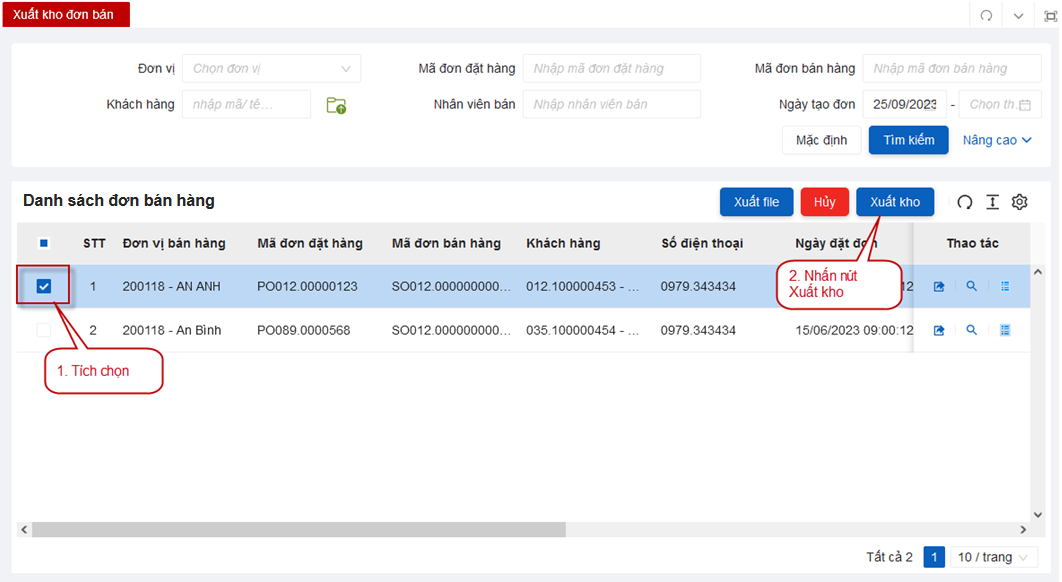 Xuất kho đơn bán
Đơn vị Chọn đơn vị Mã đơn đặt hàng Nhập mã đơn đặt hàng Mã đơn bán hàng Nhập mã đơn bán hàng
Khách hàng nhập mã/ tê... Nhân viên bán Nhập nhân viên bán Ngày tạo đơn 25/09/2023 - Chọn th.
Mặc định Tìm kiếm Nâng cao
Danh sách đơn bán hàng Xuất file Hủy Xuất kho
STT Đơn vị bán hàng Mã đơn đặt hàng Mã đơn bán hàng Khách hàng Số điện thoại Ngày đặt đơn Thao tác
1 200118 - AN ANH PO012.00000123 SO012.000000000... 012.100000453 - ... 0979.343434 12
2. Nhấn nút
Xuất kho
2 200118 - An Bình PO089.0000568 SO012.000000000... 035.100000454 - ... 0979.343434 15/06/2023 09:00:12
1. Tích chọn
Tất cả 2 1 10 / trang